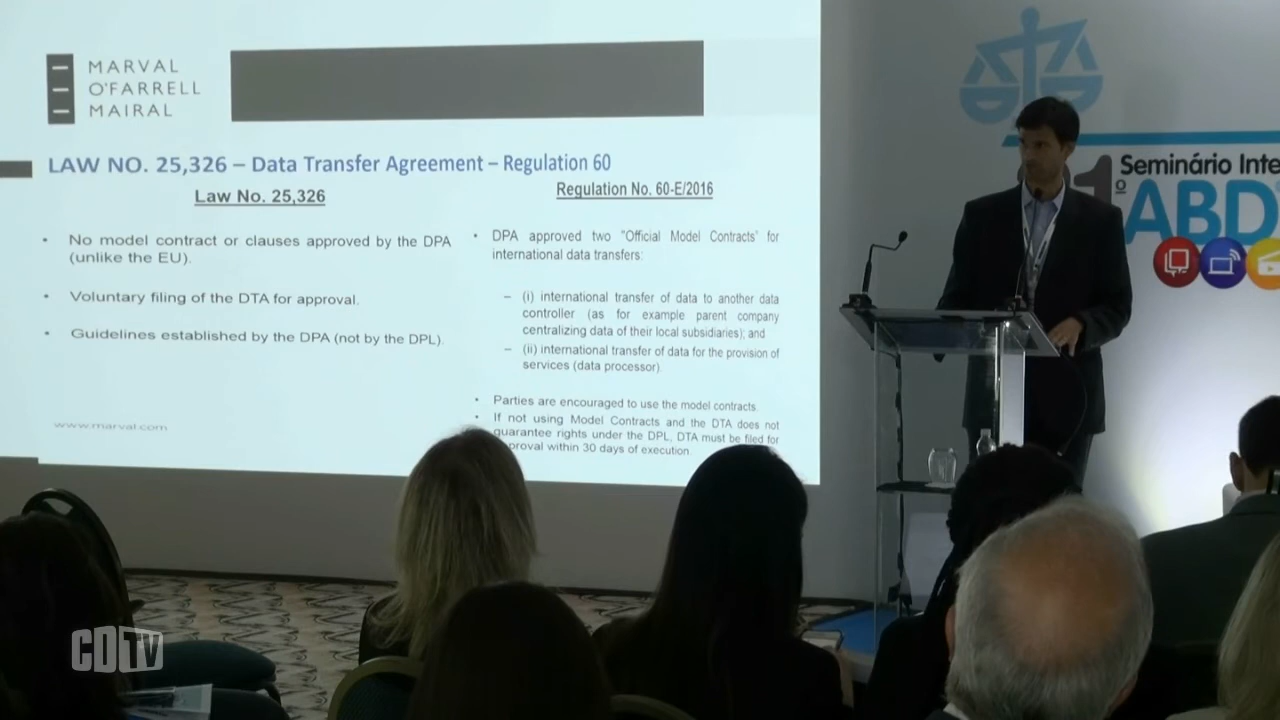 MARVAL
O'FARRELL
MAIRAL
LAW NO. 25,326 – Data Transfer Agreement – Regulation 60
Law No. 25,326
• No model contract or clauses approved by the DPA
(unlike the EU).
• Voluntary filing of the DTA for approval.
• Guidelines established by the DPA (not by the DPL).
www.marval.com
Regulation No. 60-E/2016
• DPA approved two "Official Model Contracts" for
international data transfers:
– (i) international transfer of data to another data
controller (as for example parent company
centralizing data of their local subsidiaries); and
– (ii) international transfer of data for the provision of
services (data processor).
• Parties are encouraged to use the model contracts.
• If not using Model Contracts and the DTA does not
guarantee rights under the DPL, DTA must be filed for
proval within 30 days of execution.
1º Seminário Inte
ABD
CDTV